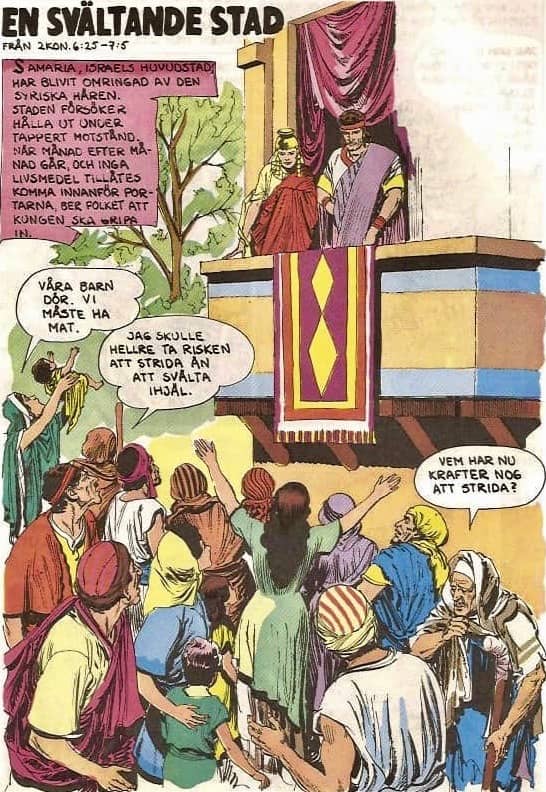 EN SVÄLTANDE STAD
FRÅN 2KON. 6:25-7:5
SAMARIA, ISRAELS HUVUDSTAD,
HAR BLIVIT OMRINGAD AV DEN
SYRISKA HÄREN.
STADEN FÖRSÖKER
HÅLLA UT UNDER
TAPPERT MOTSTÅND.
NÄR MÅNAD EFTER MÅ-
NAD GÅR, OCH INGA
LIVSMEDEL TILLÅTES
KOMMA INNANFÖR POR-
TARNA, BER FOLKET ATT
KUNGEN SKA GRIPA
IN.
VÅRA BARN
DÖR. VI
MÅSTE HA
MAT.
JAG SKULLE
HELLRE TA RISKEN
ATT STRIDA ÄN
ATT SVÄLTA
IHJÄL.
VEM HAR NU
KRAFTER NOG
ATT STRIDA?